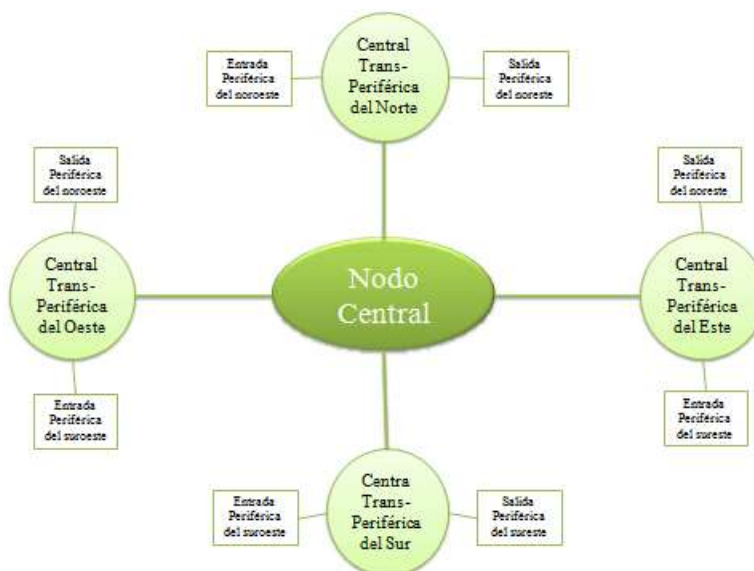 Central
Trans-
Periférica
del Norte
Entrada
Periférica
del noroeste
Salida
Periférica
del noreste
Salida
Periférica
del noroeste
Salida
Periférica
del noreste
Central
Trans-
Periférica
del Oeste
Nodo
Central
Central
Trans-
Periférica
del Este
Entrada
Periférica
del suroeste
Entrada
Periférica
del sureste
Centra
Trans-
Periférica
del Sur
Entrada
Periférica
del suroeste
Salida
Periférica
del sureste